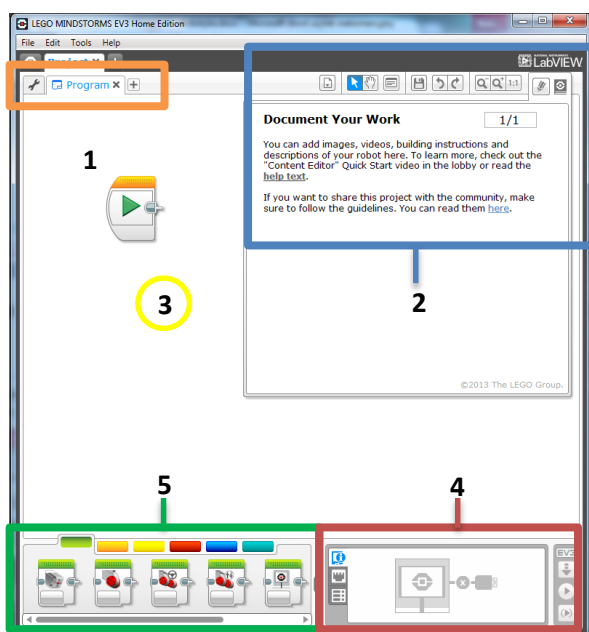 LEGO MINDSTORMS EV3 Home Edition
File Edit Tools Help
Project × +
LabVIEW
Program × +
1:1
Document Your Work
1/1
You can add images, videos, building instructions and
descriptions of your robot here. To learn more, check out the
"Content Editor" Quick Start video in the lobby or read the
help text.
If you want to share this project with the community, make
sure to follow the guidelines. You can read them here.
1
2
3
©2013 The LEGO Group.
5
4
EV3